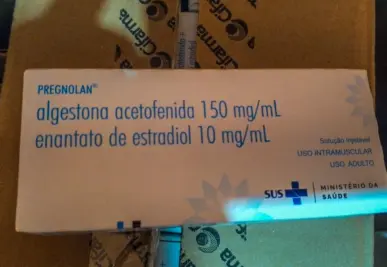 PREGNOLAN®
algestona acetofenida 150 mg/mL
enantato de estradiol 10 mg/mL
Solução injetável
USO INTRAMUSCULAR
USO ADULTO
SUS
MINISTÉRIO DA
SAÚDE
Cifarma